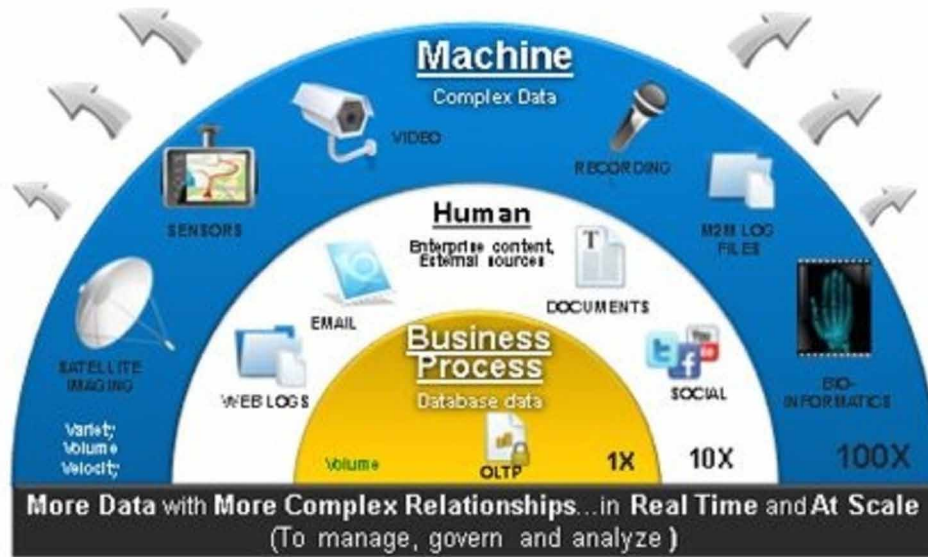 Machine
Complex Data
VIDEO
RECORDING
SENSORS
M2M LOG
FILES
Human
Enterprise content,
External sources
T
EMAIL
DOCUMENTS
SATELLITE
IMAGING
WEB LOGS
SOCIAL
BIO-
INFORMATICS
Business
Process
Database data
OLTP
Variety
Volume
Velocity
Volume
1X
10X
100X
More Data with More Complex Relationships...in Real Time and At Scale
(To manage, govern and analyze )